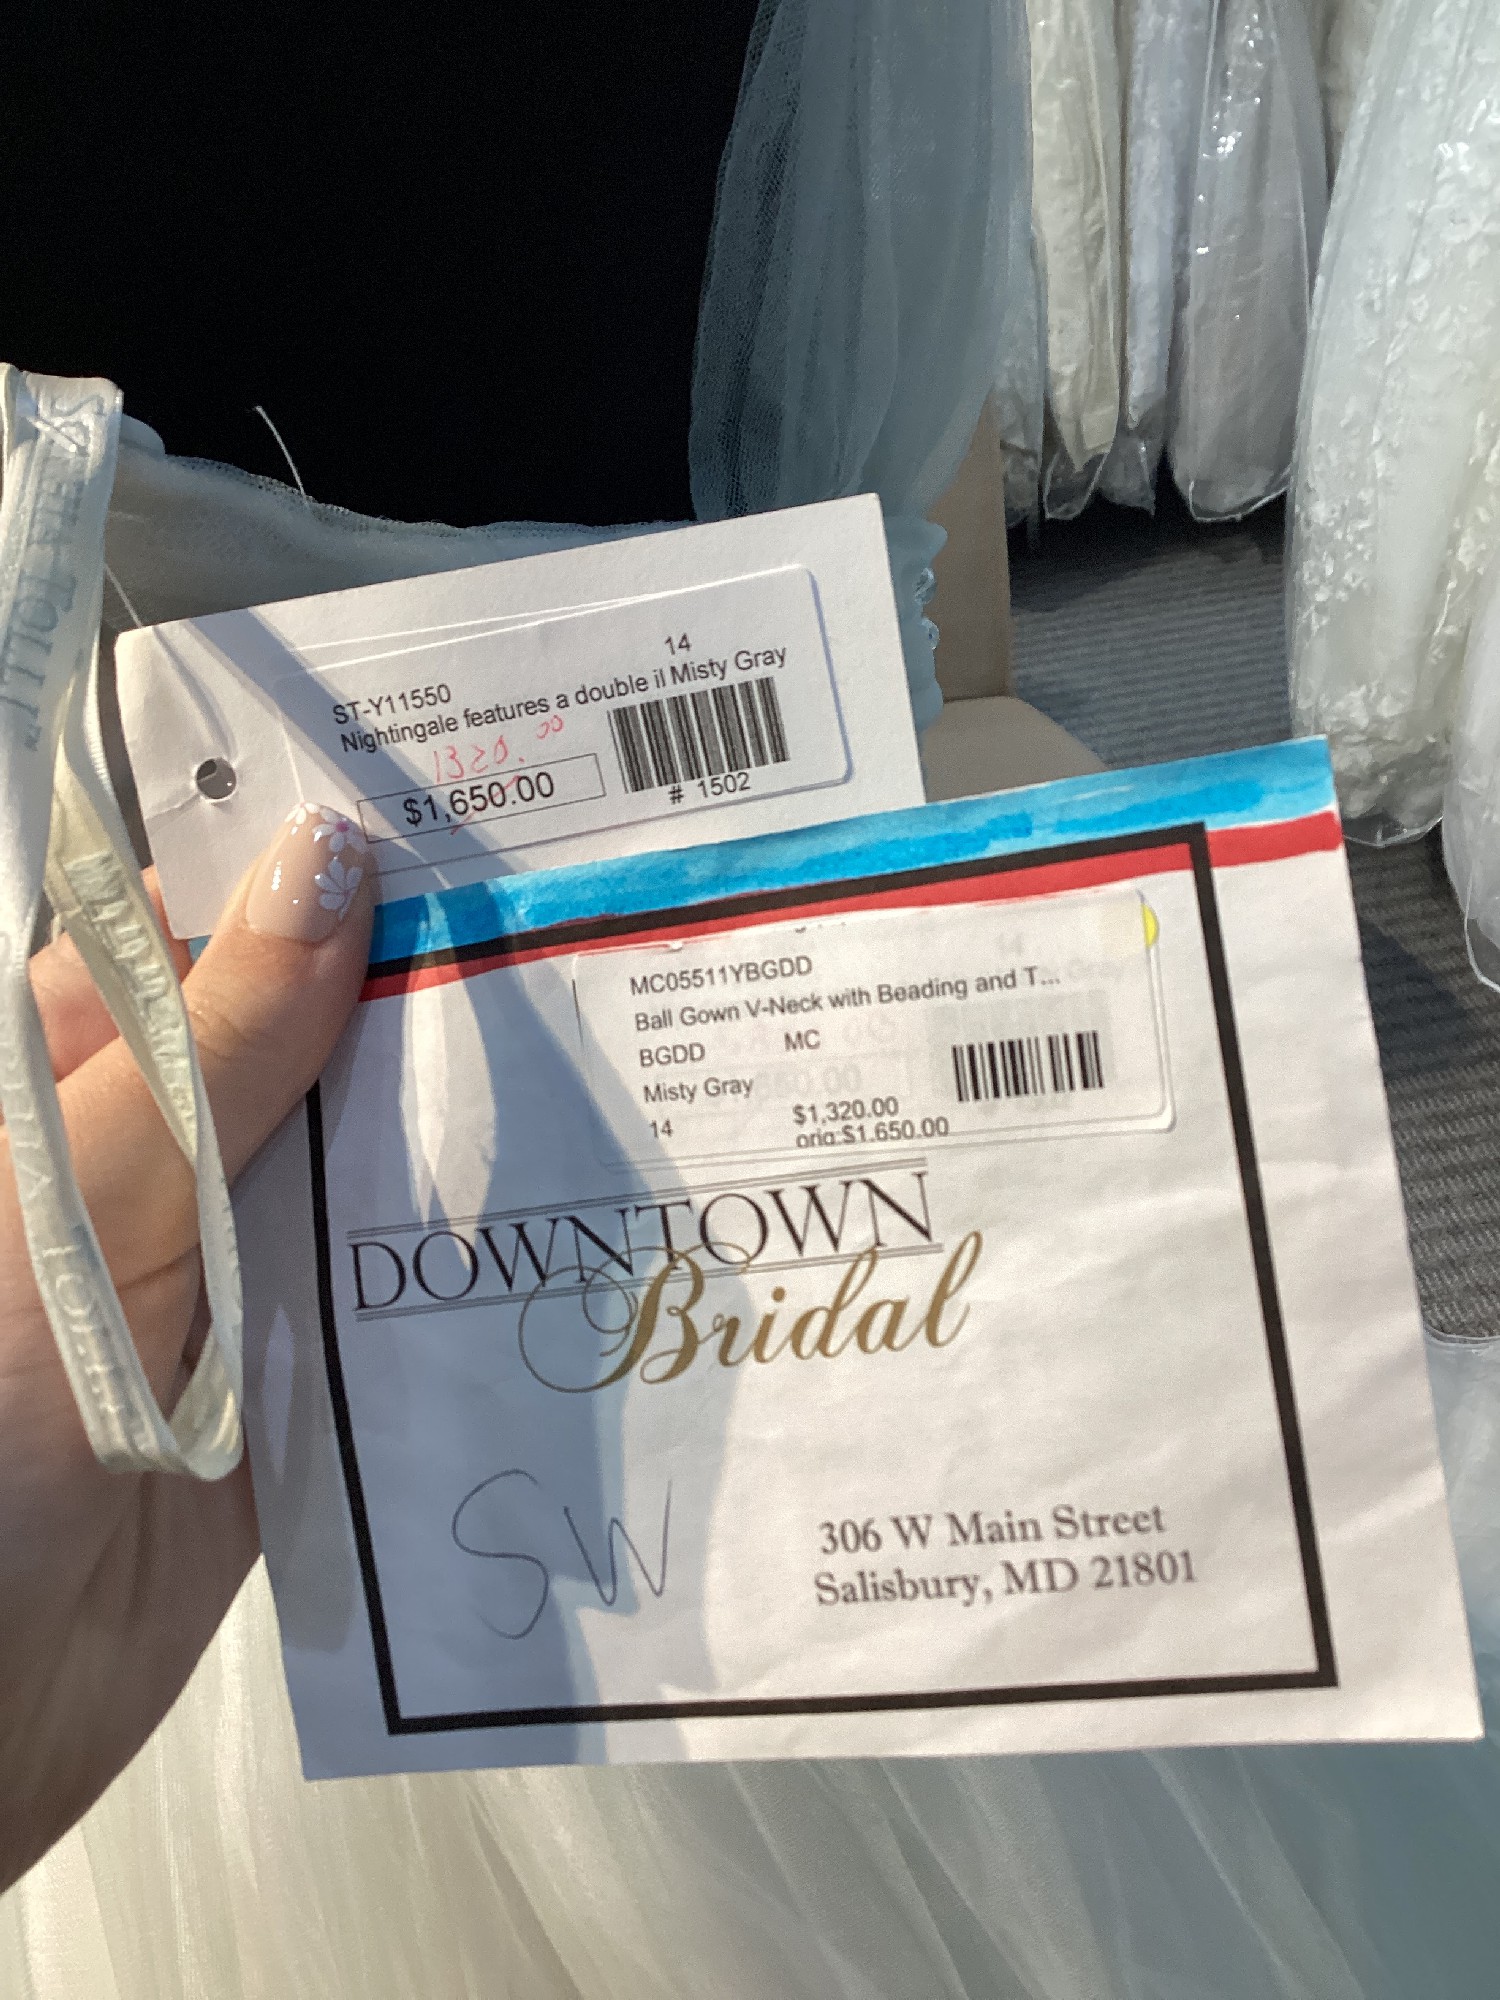 14
ST-Y11550
Nightingale features a double il Misty Gray
1320.00
$1,650.00
# 1502
MC05511YBGDD
Ball Gown V-Neck with Beading and T...
BGDD MC
Misty Gray
14 $1,320.00
orig:$1,650.00
DOWNTOWN
Bridal
SW
306 W Main Street
Salisbury, MD 21801